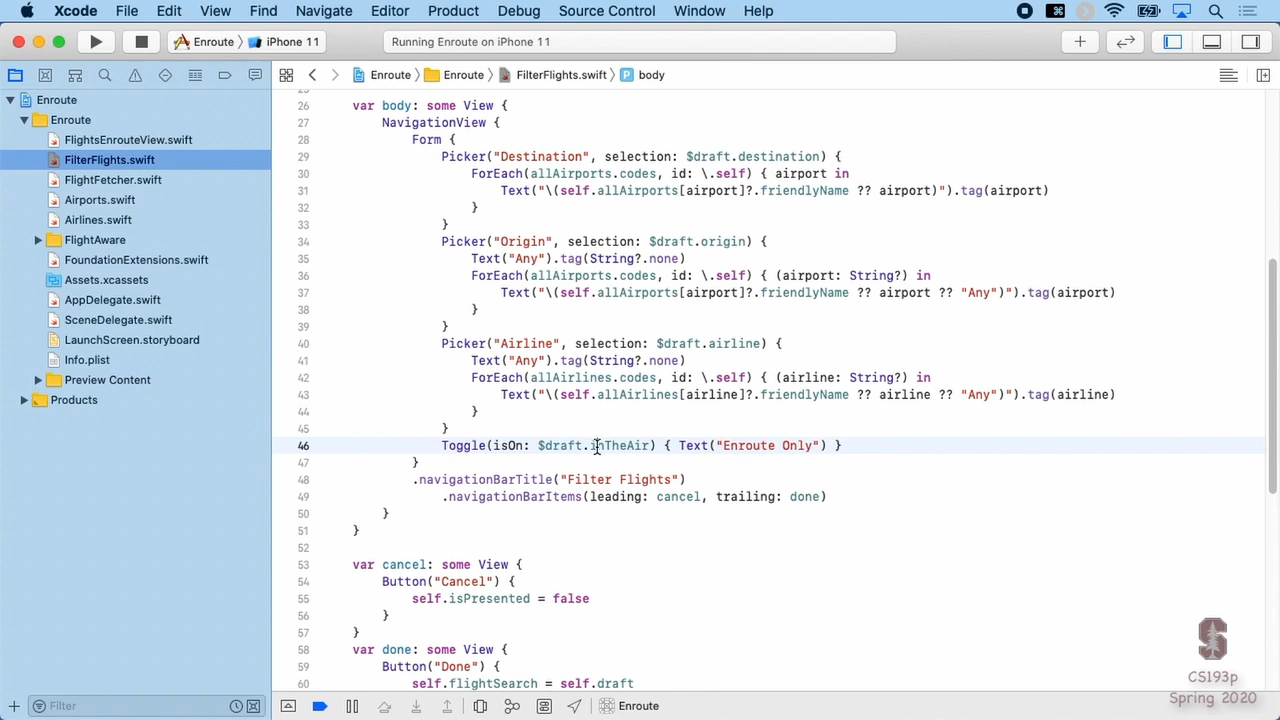 Xcode File Edit View Find Navigate Editor Product Debug Source Control Window Help
Enroute iPhone 11 Running Enroute on iPhone 11
Enroute Enroute FilterFlights.swift P body
Enroute
Enroute
FlightsEnrouteView.swift
FilterFlights.swift
FlightFetcher.swift
Airports.swift
Airlines.swift
FlightAware
FoundationExtensions.swift
Assets.xcassets
AppDelegate.swift
SceneDelegate.swift
LaunchScreen.storyboard
Info.plist
Preview Content
Products
Filter
26 var body: some View {
27 NavigationView {
28 Form {
29 Picker("Destination", selection: $draft.destination) {
30 ForEach(allAirports.codes, id: \.self) { airport in
31 Text("\(self.allAirports[airport]?.friendlyName ?? airport)").tag(airport)
32 }
33 }
34 Picker("Origin", selection: $draft.origin) {
35 Text("Any").tag(String?.none)
36 ForEach(allAirports.codes, id: \.self) { (airport: String?) in
37 Text("\(self.allAirports[airport]?.friendlyName ?? airport ?? "Any")").tag(airport)
38 }
39 }
40 Picker("Airline", selection: $draft.airline) {
41 Text("Any").tag(String?.none)
42 ForEach(allAirlines.codes, id: \.self) { (airline: String?) in
43 Text("\(self.allAirlines[airline]?.friendlyName ?? airline ?? "Any")").tag(airline)
44 }
45 }
46 Toggle(isOn: $draft.inTheAir) { Text("Enroute Only") }
47 }
48 .navigationBarTitle("Filter Flights")
49 .navigationBarItems(leading: cancel, trailing: done)
50 }
51 }
52
53 var cancel: some View {
54 Button("Cancel") {
55 self.isPresented = false
56 }
57 }
58 var done: some View {
59 Button("Done") {
60 self.flightSearch = self.draft
Enroute
S
CS193p
Spring 2020